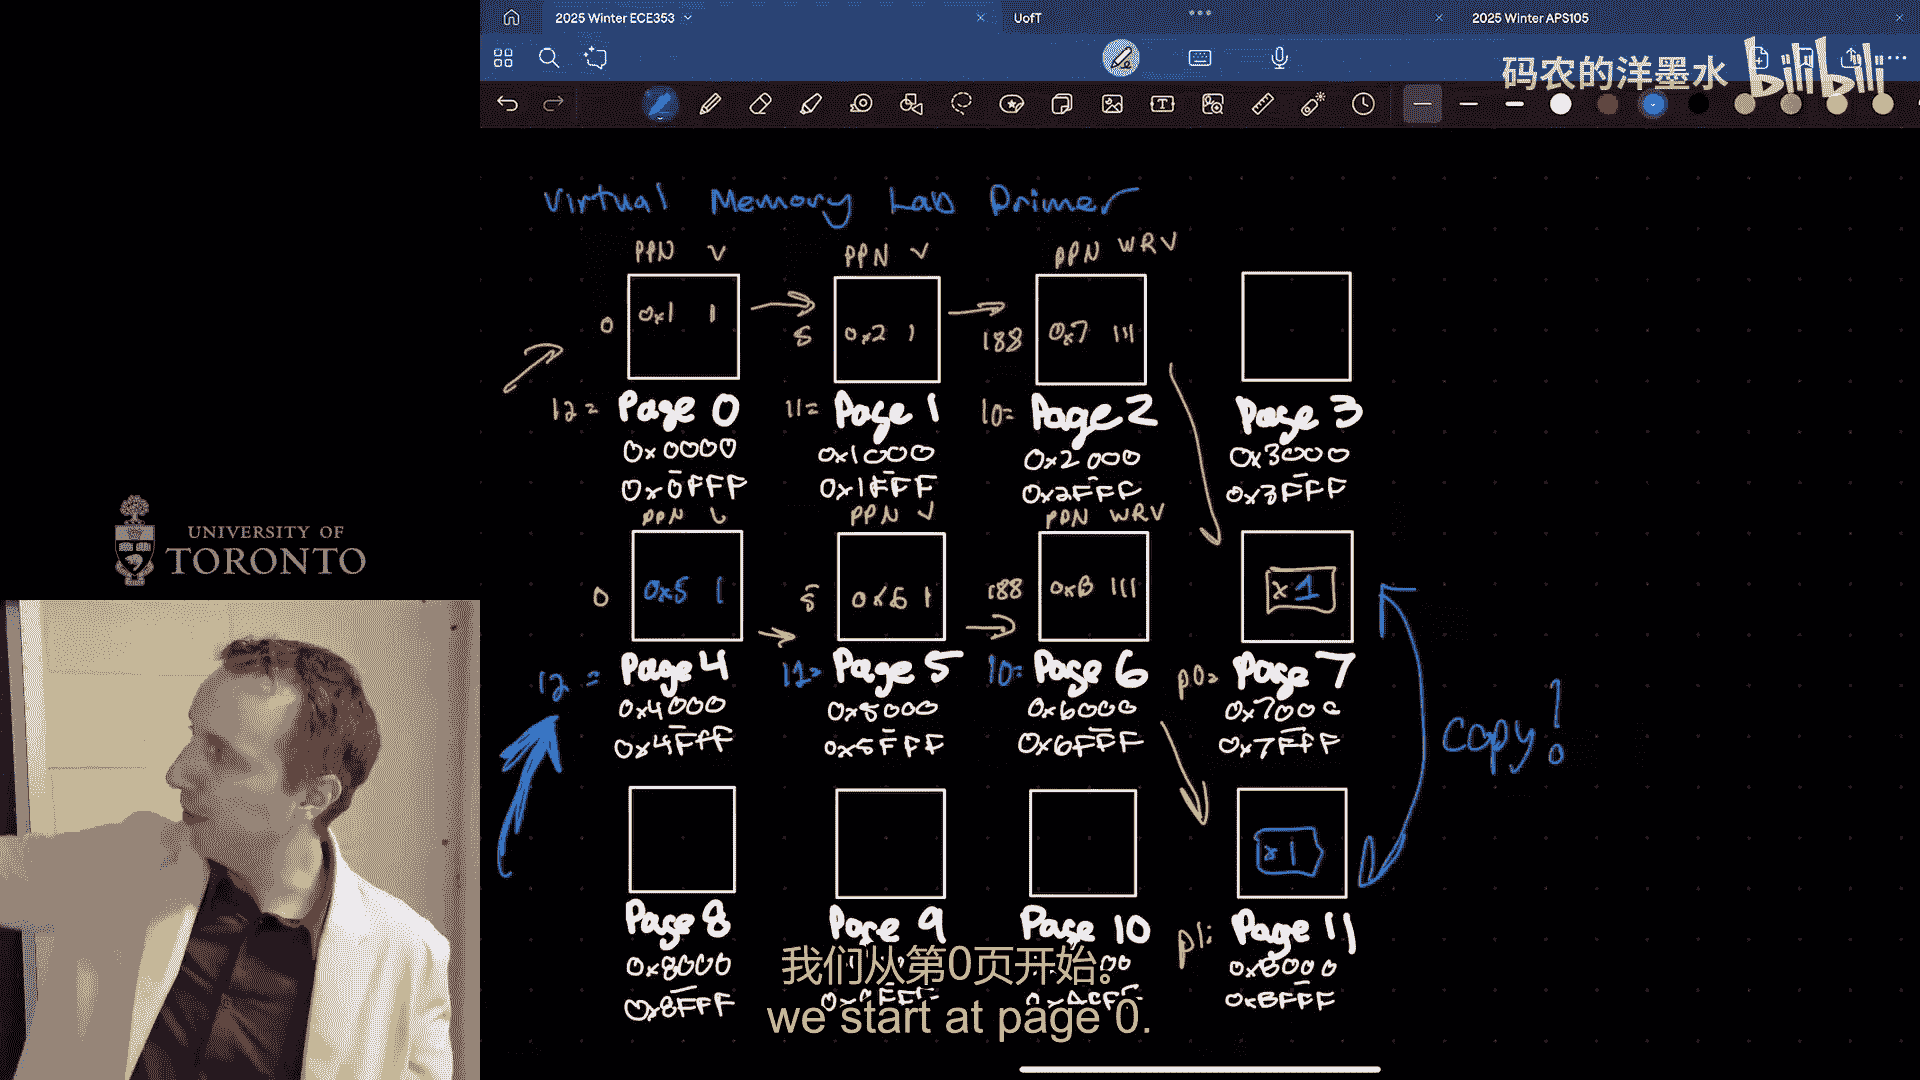 2025 Winter ECE353
UofT
2025 Winter APS105
码农的洋墨水 bilibili
Virtual Memory Lab Primer
PPN V
PPN V
PPN WRV
0 0x1 1
5 0x2 1
188 0x7 111
12= Page 0
11= Page 1
10= Page 2
Page 3
0x0000
0x1000
0x2000
0x3000
0x0FFF
0x1FFF
0x2FFF
0x3FFF
PPN V
PPN V
PPN WRV
0 0x5 1
5 0x6 1
188 0xB 111
x 1
UNIVERSITY OF
TORONTO
12 = Page 4
11= Page 5
10= Page 6
p0= Page 7
0x4000
0x5000
0x6000
0x7000
0x4FFF
0x5FFF
0x6FFF
0x7FFF
copy!
x 1
Page 8
Page 9
Page 10
p1: Page 11
0x8000
0xB000
0x8FFF
0xBFFF
我们从第0页开始。
we start at page 0.